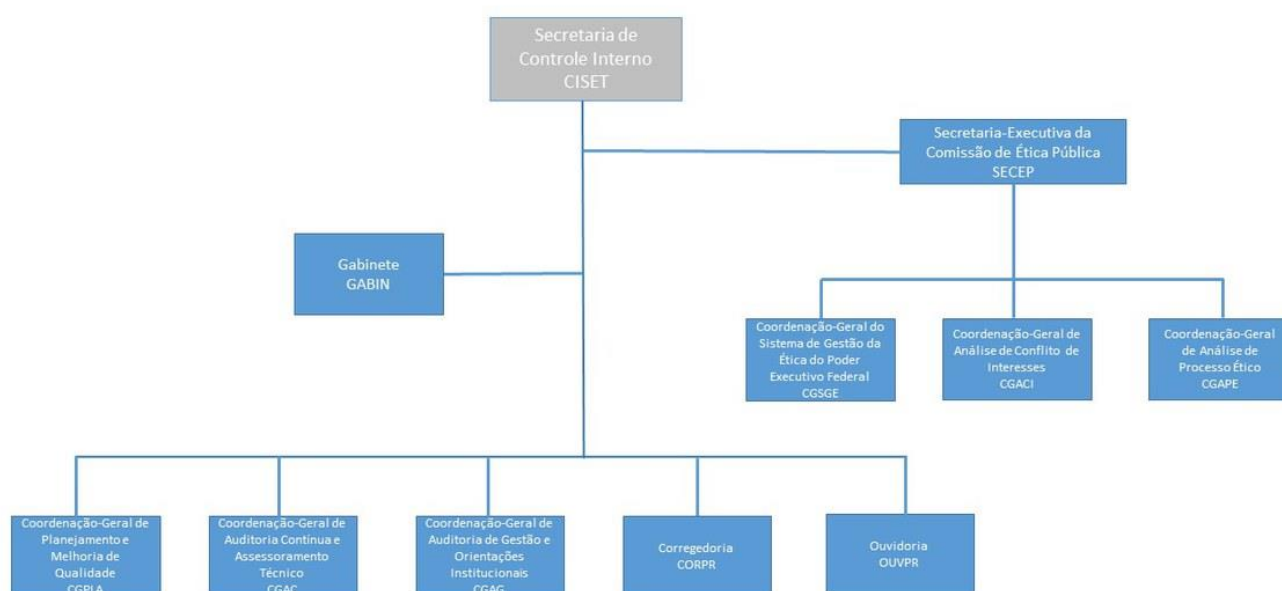 Secretaria de
Controle Interno
CISET
Secretaria-Executiva da
Comissão de Ética Pública
SECEP
Gabinete
GABIN
Coordenação-Geral do
Sistema de Gestão da
Ética do Poder
Executivo Federal
CGSGE
Coordenação-Geral de
Análise de Conflito de
Interesses
CGACI
Coordenação-Geral
de Análise de
Processo Ético
CGAPE
Coordenação-Geral de
Planejamento e
Melhoria de
Qualidade
CGPLA
Coordenação-Geral de
Auditoria Contínua e
Assessoramento
Técnico
CGAC
Coordenação-Geral de
Auditoria de Gestão e
Orientações
Institucionais
CGAG
Corregedoria
CORPR
Ouvidoria
OUVPR